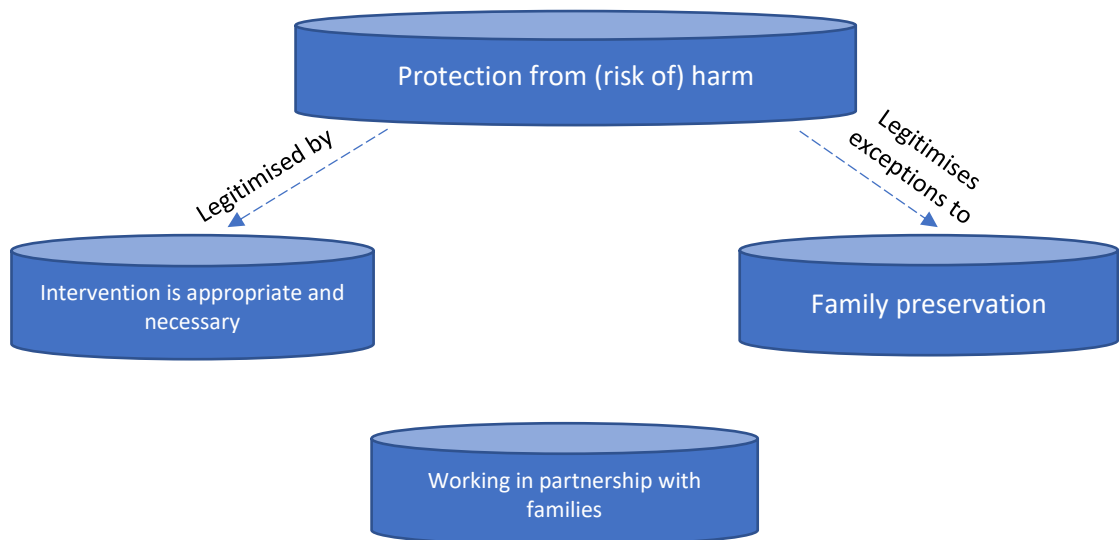 Protection from (risk of) harm
Legitimised by
Legitimises
exceptions to
Intervention is appropriate and
necessary
Family preservation
Working in partnership with
families